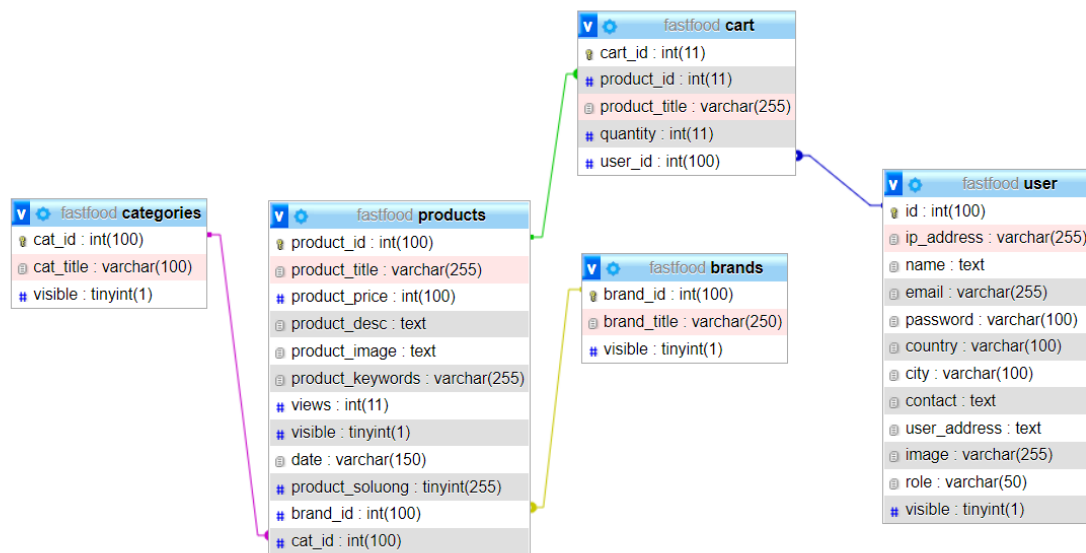 fastfood categories
cat_id : int(100)
cat_title : varchar(100)
visible : tinyint(1)
fastfood products
product_id : int(100)
product_title : varchar(255)
product_price : int(100)
product_desc : text
product_image : text
product_keywords : varchar(255)
views : int(11)
visible : tinyint(1)
date : varchar(150)
product_soluong : tinyint(255)
brand_id : int(100)
cat_id : int(100)
fastfood cart
cart_id : int(11)
product_id : int(11)
product_title : varchar(255)
quantity : int(11)
user_id : int(100)
fastfood brands
brand_id : int(100)
brand_title : varchar(250)
visible : tinyint(1)
fastfood user
id : int(100)
ip_address : varchar(255)
name : text
email : varchar(255)
password : varchar(100)
country : varchar(100)
city : varchar(100)
contact : text
user_address : text
image : varchar(255)
role : varchar(50)
visible : tinyint(1)